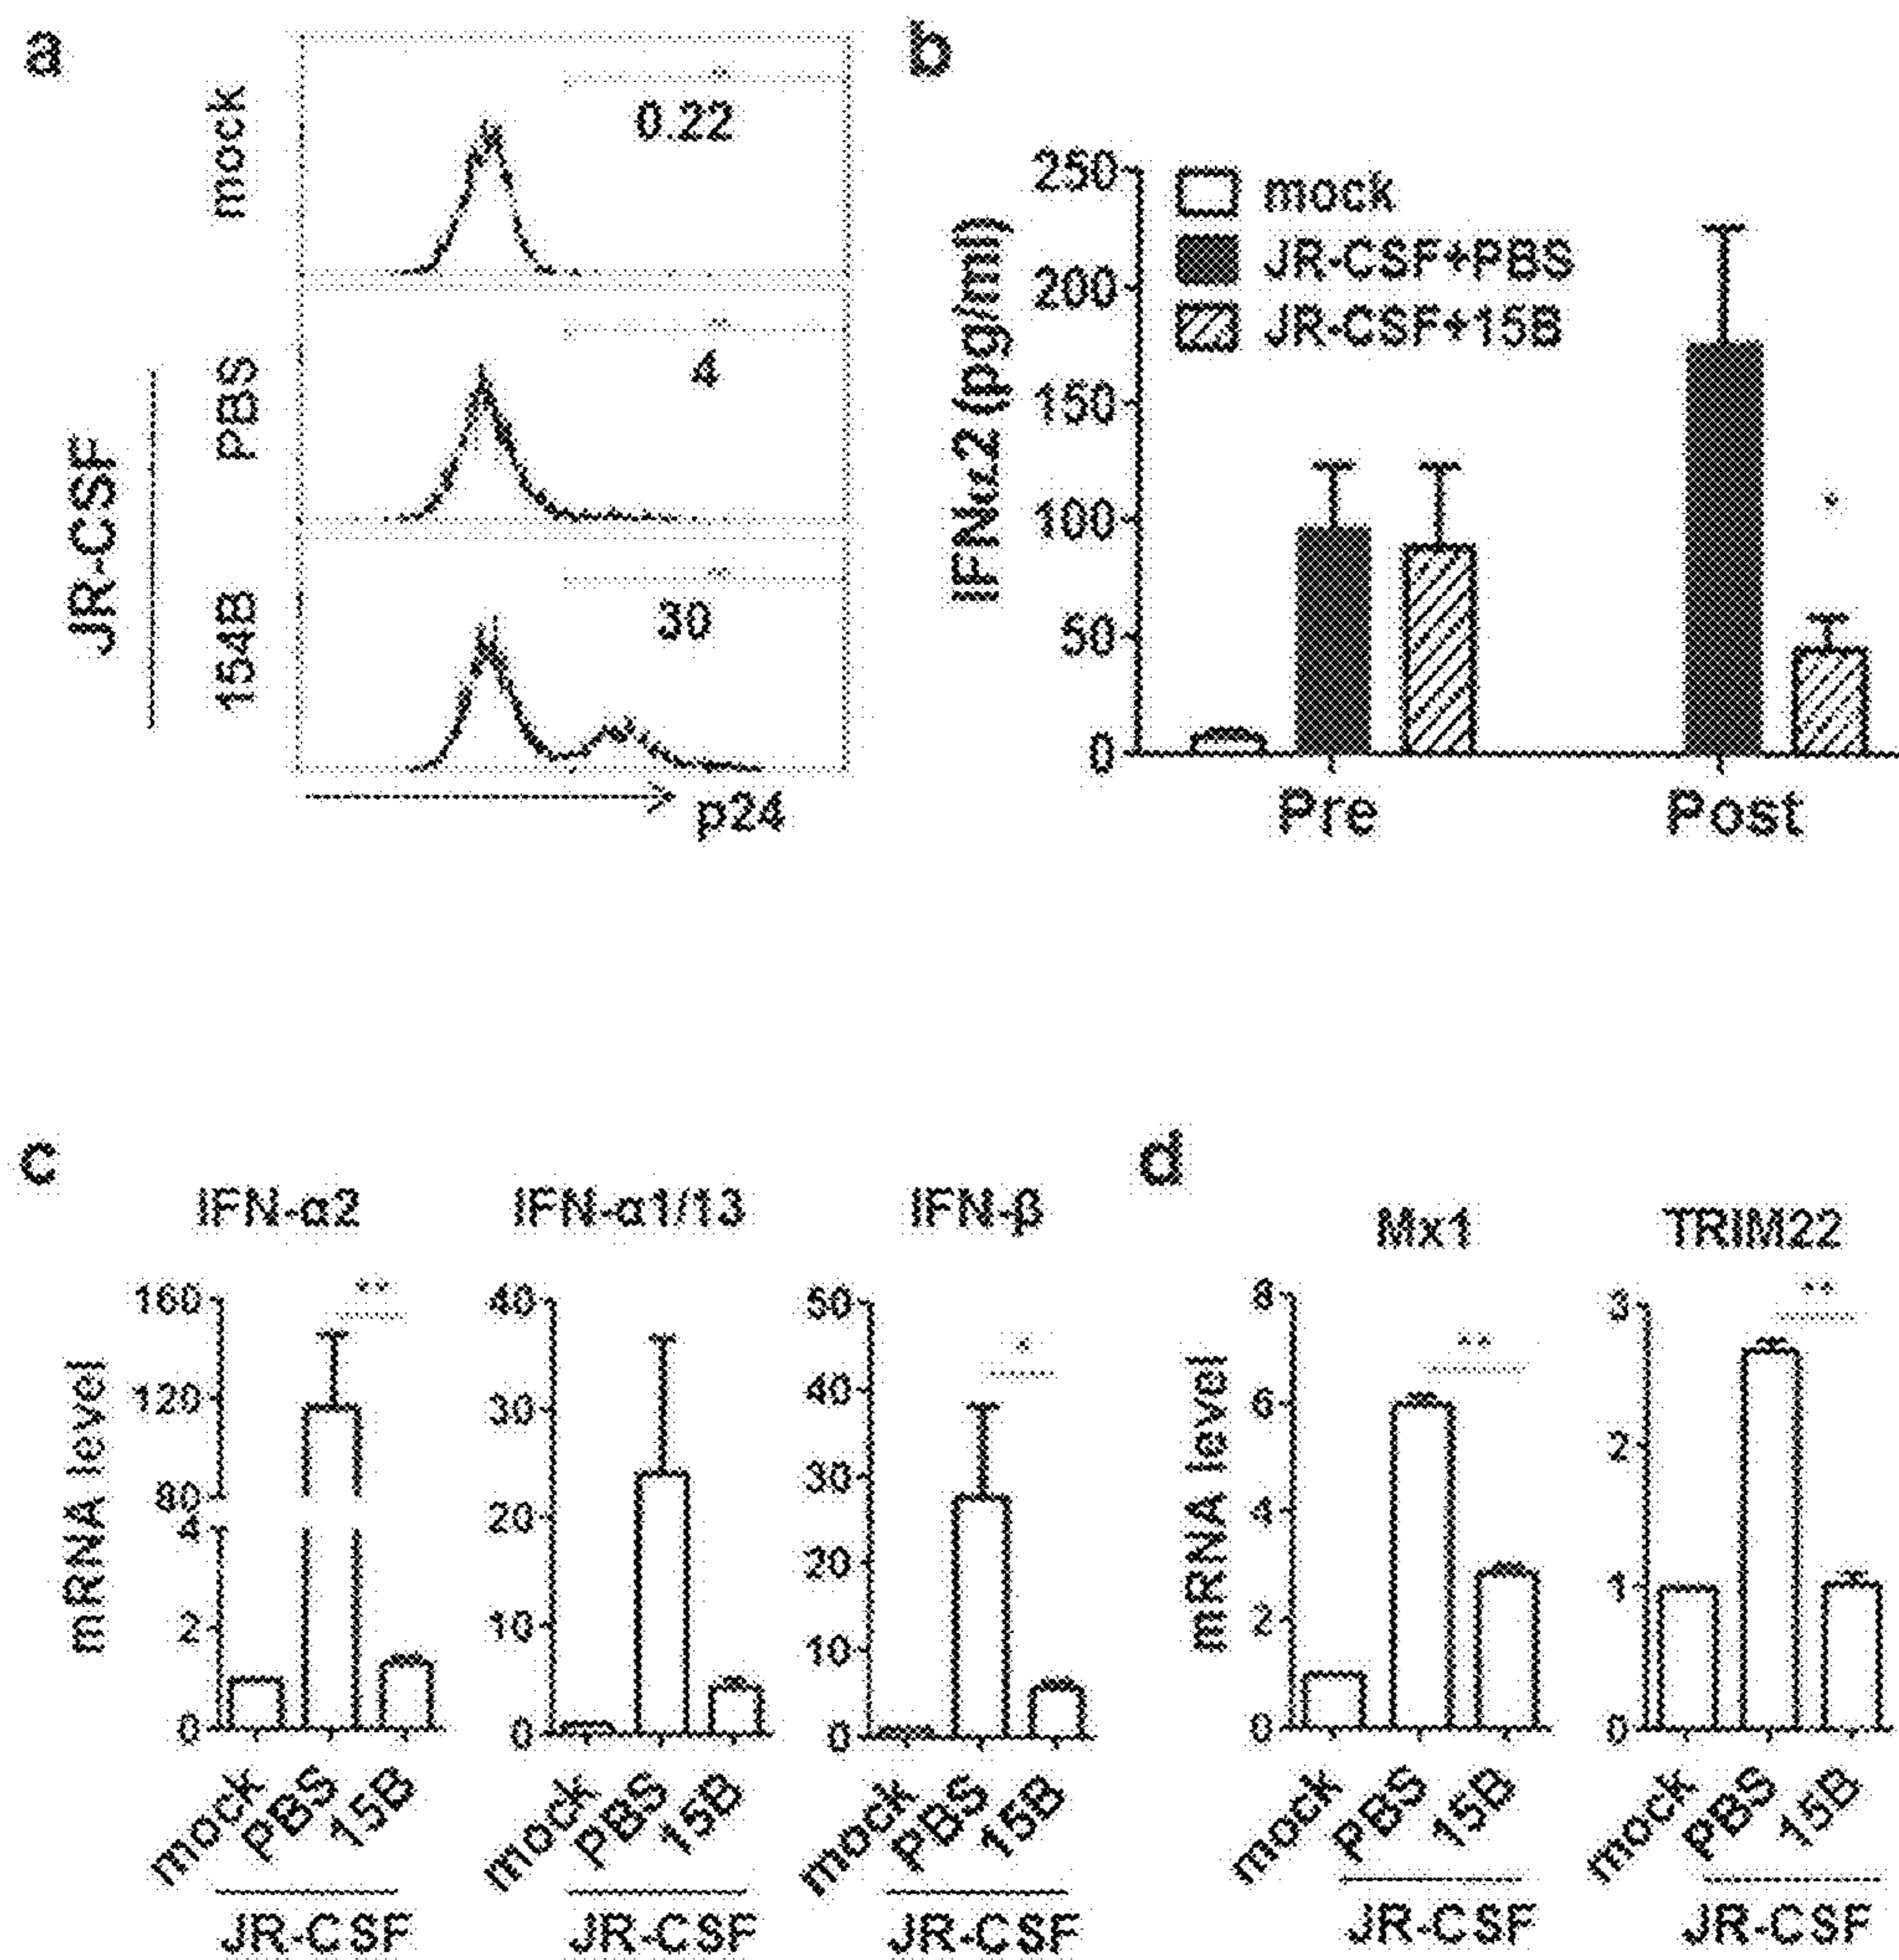 a
mock
0.22
JR-CSF
PBS
4
154B
30
p24
b
IFNα2 (pg/ml)
250
200
150
100
50
0
mock
JR-CSF+PBS
JR-CSF+15B
*
Pre
Post
c
mRNA level
IFN-α2
160
120
80
4
2
0
**
mock
PBS
15B
JR-CSF
IFN-α1/13
40
30
20
10
0
mock
PBS
15B
JR-CSF
IFN-β
50
40
30
20
10
0
*
mock
PBS
15B
JR-CSF
d
mRNA level
Mx1
8
6
4
2
0
**
mock
PBS
15B
JR-CSF
TRIM22
3
2
1
0
**
mock
PBS
15B
JR-CSF